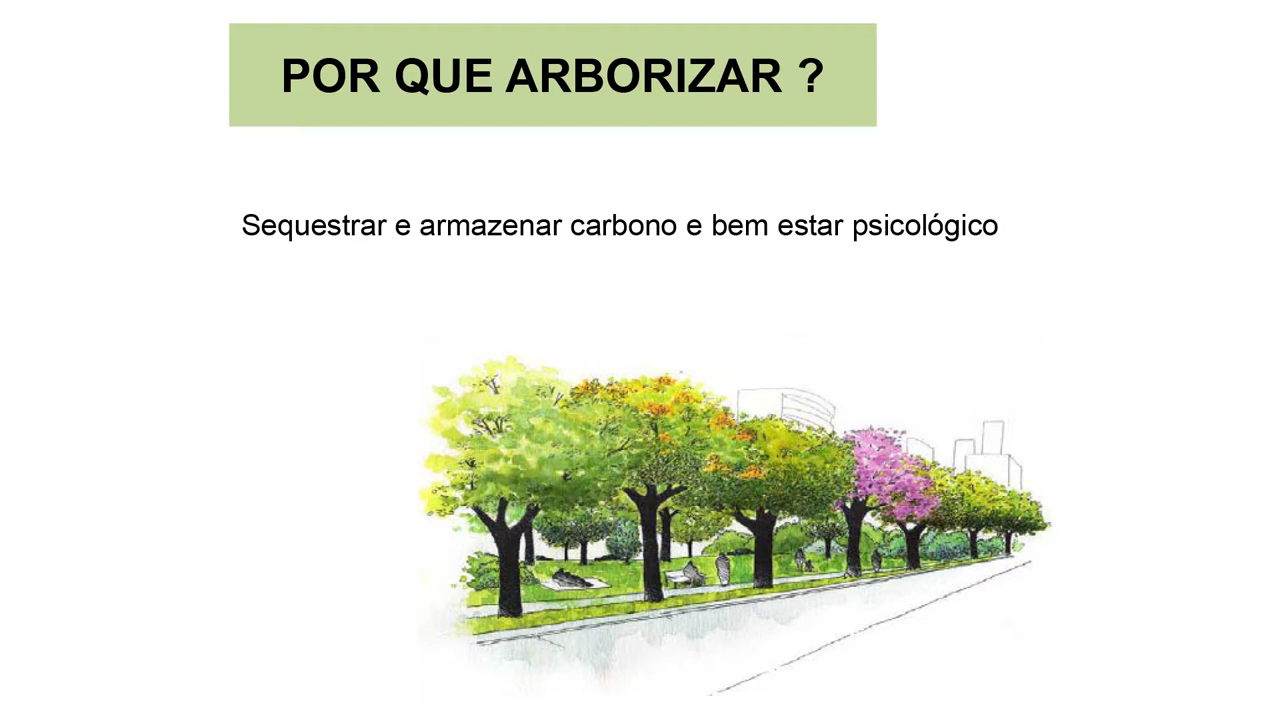 POR QUE ARBORIZAR ?
Sequestrar e armazenar carbono e bem estar psicológico